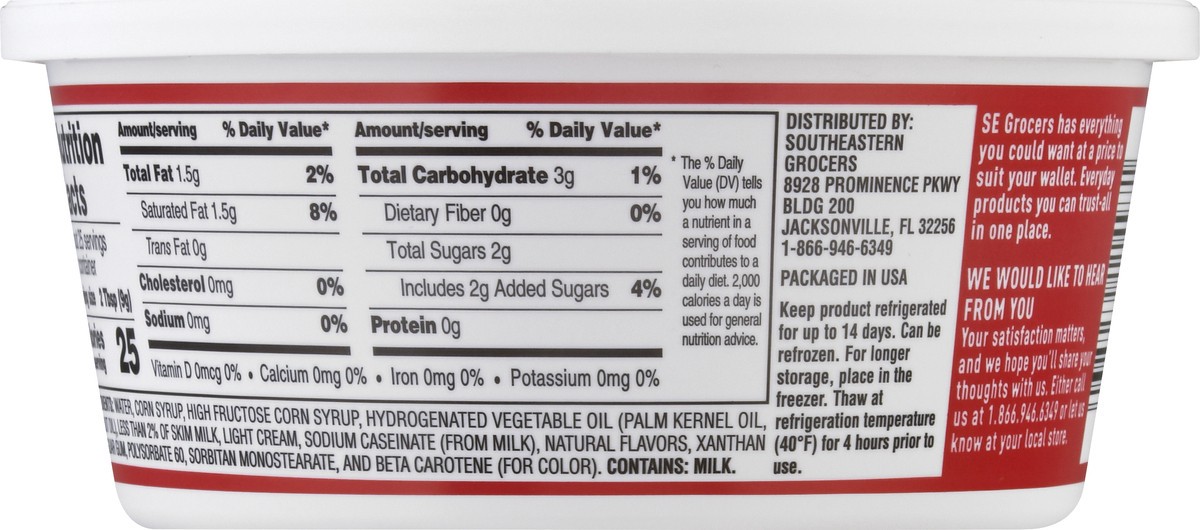 Amount/serving % Daily Value*
Total Fat 1.5g 2%
Saturated Fat 1.5g 8%
Trans Fat 0g
Cholesterol 0mg 0%
Sodium 0mg 0%
Amount/serving % Daily Value*
Total Carbohydrate 3g 1%
Dietary Fiber 0g 0%
Total Sugars 2g
Includes 2g Added Sugars 4%
Protein 0g
servings
2 Tbsp (9g)
25
Vitamin D 0mcg 0% • Calcium 0mg 0% • Iron 0mg 0% • Potassium 0mg 0%
* The % Daily
Value (DV) tells
you how much
a nutrient in a
serving of food
contributes to a
daily diet. 2,000
calories a day is
used for general
nutrition advice.
WATER, CORN SYRUP, HIGH FRUCTOSE CORN SYRUP, HYDROGENATED VEGETABLE OIL (PALM KERNEL OIL,
LESS THAN 2% OF SKIM MILK, LIGHT CREAM, SODIUM CASEINATE (FROM MILK), NATURAL FLAVORS, XANTHAN
GUM, POLYSORBATE 60, SORBITAN MONOSTEARATE, AND BETA CAROTENE (FOR COLOR). CONTAINS: MILK.
DISTRIBUTED BY:
SOUTHEASTERN
GROCERS
8928 PROMINENCE PKWY
BLDG 200
JACKSONVILLE, FL 32256
1-866-946-6349
PACKAGED IN USA
Keep product refrigerated
for up to 14 days. Can be
refrozen. For longer
storage, place in the
freezer. Thaw at
refrigeration temperature
(40°F) for 4 hours prior to
use.
SE Grocers has everything
you could want at a price to
suit your wallet. Everyday
products you can trust-all
in one place.
WE WOULD LIKE TO HEAR
FROM YOU
Your satisfaction matters,
and we hope you'll share your
thoughts with us. Either call
us at 1.866.946.6349 or let us
know at your local store.